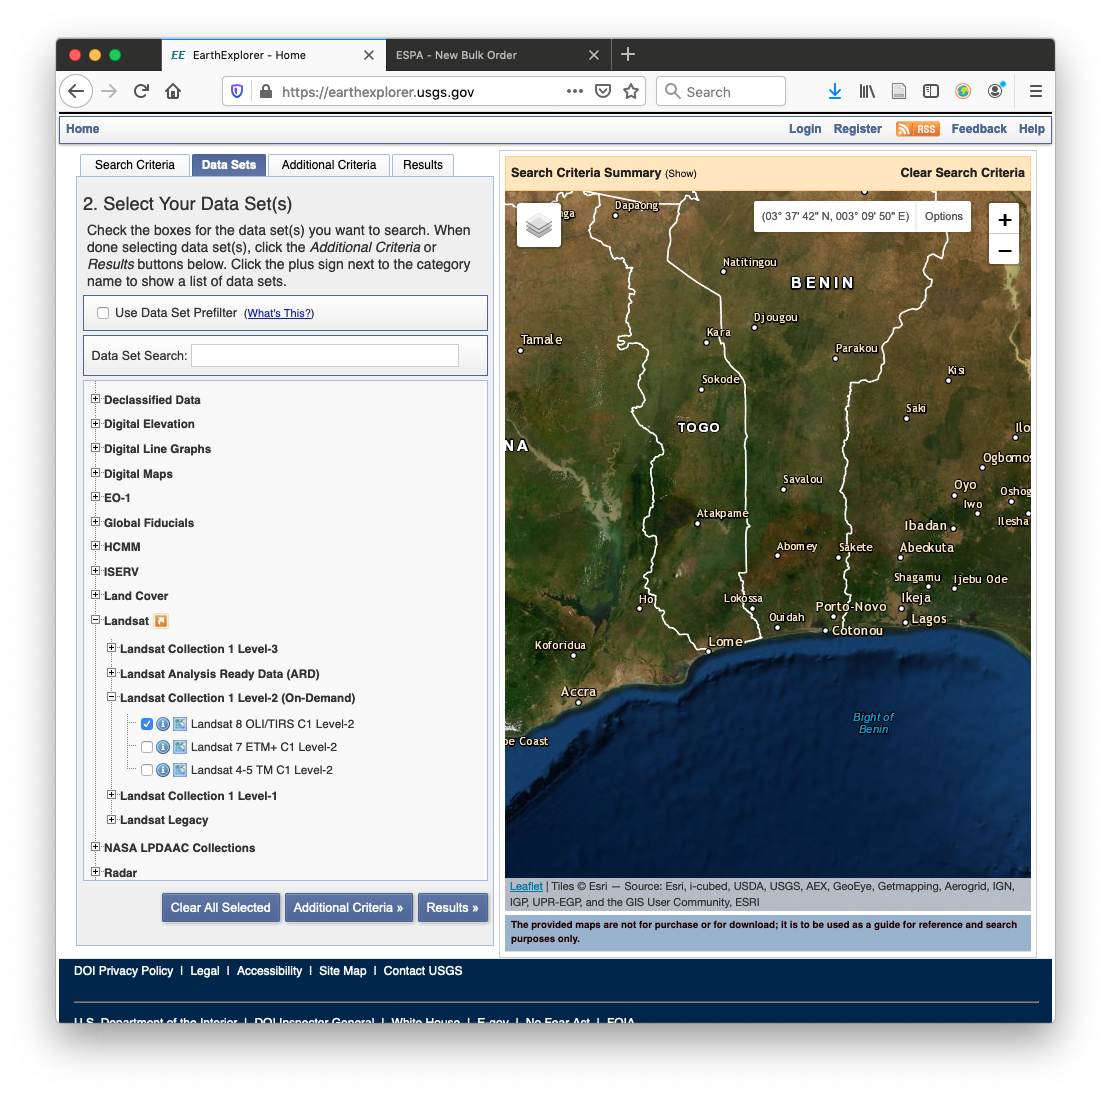 EE EarthExplorer - Home
ESPA - New Bulk Order
https://earthexplorer.usgs.gov
Search
Home
Login Register RSS Feedback Help
Search Criteria
Data Sets
Additional Criteria
Results
2. Select Your Data Set(s)
Check the boxes for the data set(s) you want to search. When
done selecting data set(s), click the Additional Criteria or
Results buttons below. Click the plus sign next to the category
name to show a list of data sets.
Use Data Set Prefilter (What's This?)
Data Set Search:
Declassified Data
Digital Elevation
Digital Line Graphs
Digital Maps
EO-1
Global Fiducials
HCMM
ISERV
Land Cover
Landsat
Landsat Collection 1 Level-3
Landsat Analysis Ready Data (ARD)
Landsat Collection 1 Level-2 (On-Demand)
Landsat 8 OLI/TIRS C1 Level-2
Landsat 7 ETM+ C1 Level-2
Landsat 4-5 TM C1 Level-2
Landsat Collection 1 Level-1
Landsat Legacy
NASA LPDAAC Collections
Radar
Clear All Selected
Additional Criteria »
Results »
Search Criteria Summary (Show)
Clear Search Criteria
(03° 37' 42" N, 003° 09' 50" E)
Options
+
−
nga
Dapaong
Natitingou
BENIN
Djougou
Kara
Tamale
Parakou
Kisi
Sokode
Saki
TOGO
Ilo
NA
Ogbomos
Savalou
Oyo
Oshog
Iwo
Atakpame
Ilesha
Ibadan
Abomey
Sakete
Abeokuta
Shagamu
Ijebu Ode
Ho
Lokossa
Ikeja
Porto-Novo
Ouidah
Lagos
Cotonou
Lome
Koforidua
Accra
Bight of
Benin
pe Coast
Leaflet | Tiles © Esri — Source: Esri, i-cubed, USDA, USGS, AEX, GeoEye, Getmapping, Aerogrid, IGN,
IGP, UPR-EGP, and the GIS User Community, ESRI
The provided maps are not for purchase or for download; it is to be used as a guide for reference and search
purposes only.
DOI Privacy Policy | Legal | Accessibility | Site Map | Contact USGS
U.S. Department of the Interior | DOI Inspector General | White House | E-gov | No Fear Act | FOIA